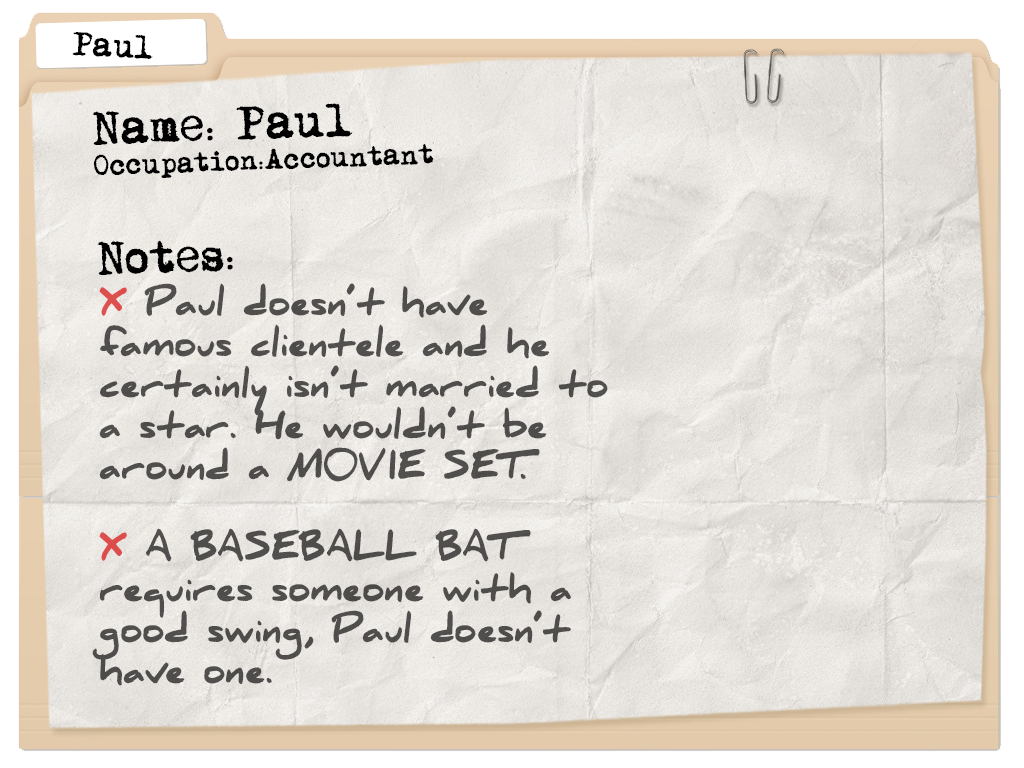 Paul
Name: Paul
Occupation:Accountant
Notes:
❌ Paul doesn't have
famous clientele and he
certainly isn't married to
a star. He wouldn't be
around a MOVIE SET.
❌ A BASEBALL BAT
requires someone with a
good swing, Paul doesn't
have one.